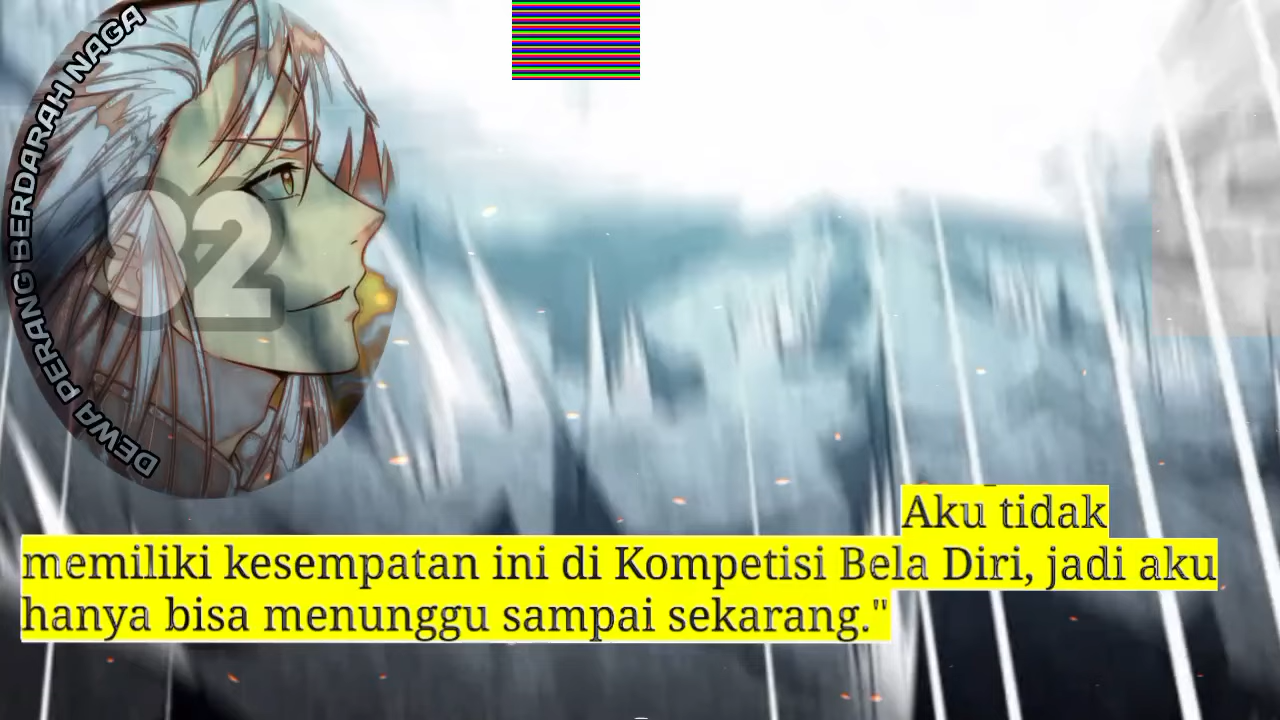 DEWA PERANG BERDARAH NAGA
82
Aku tidak
memiliki kesempatan ini di Kompetisi Bela Diri, jadi aku
hanya bisa menunggu sampai sekarang."